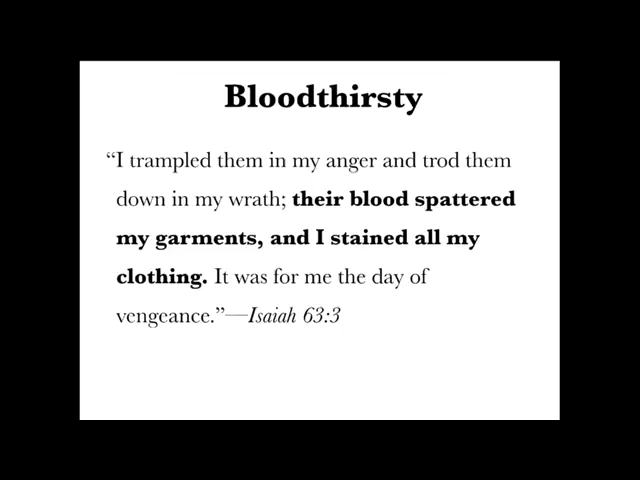 Bloodthirsty
“I trampled them in my anger and trod them
down in my wrath; their blood spattered
my garments, and I stained all my
clothing. It was for me the day of
vengeance.”—Isaiah 63:3